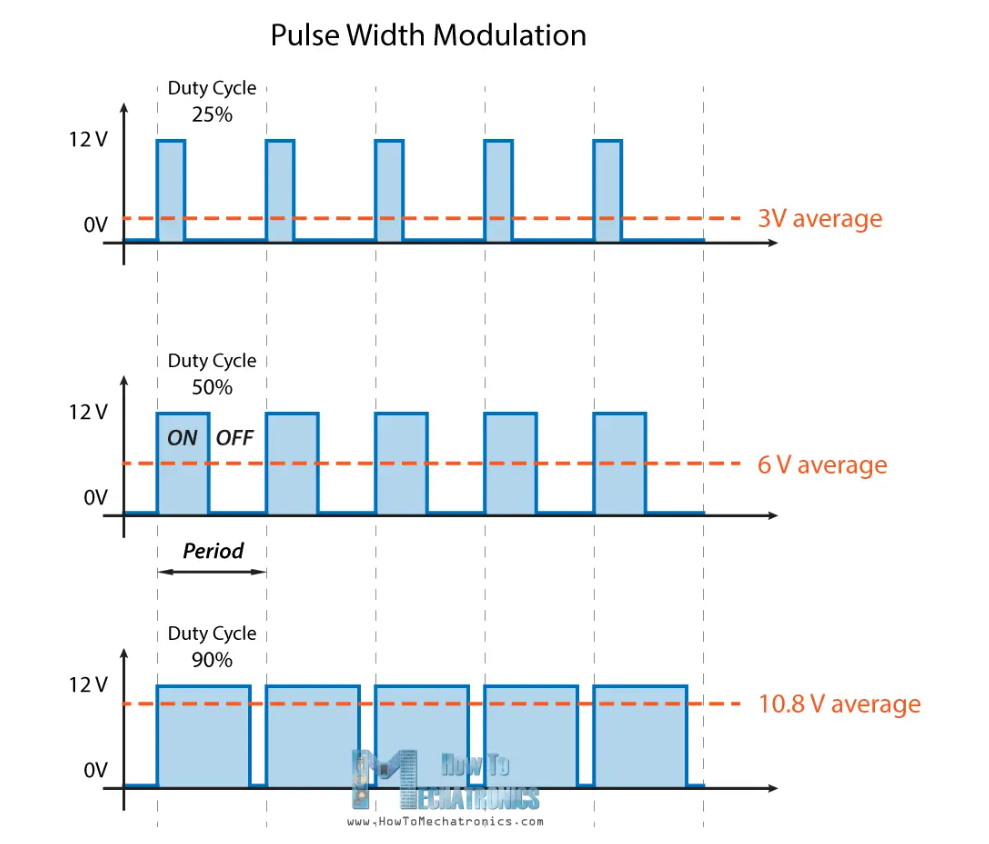 Pulse Width Modulation
Duty Cycle
25%
12 V
0V
3V average
Duty Cycle
50%
12 V
ON OFF
6 V average
0V
Period
Duty Cycle
90%
12 V
10.8 V average
0V
How To
Mechatronics
www.HowToMechatronics.com